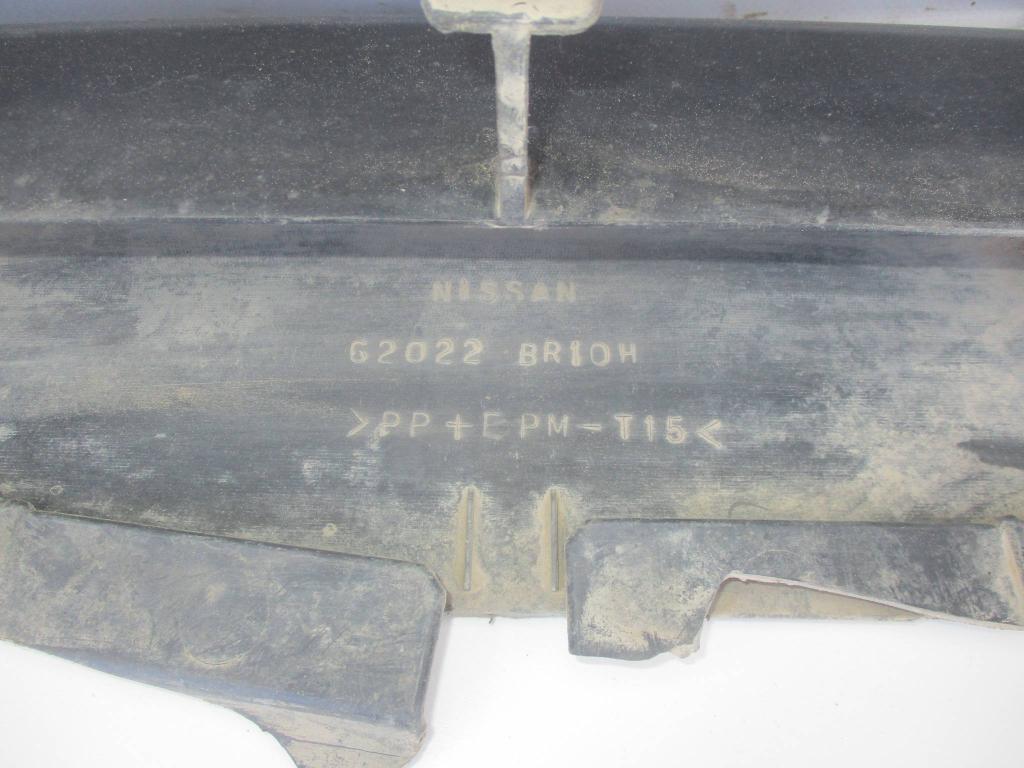 NISSAN
62022 BR10H
>PP+EPM-T15<